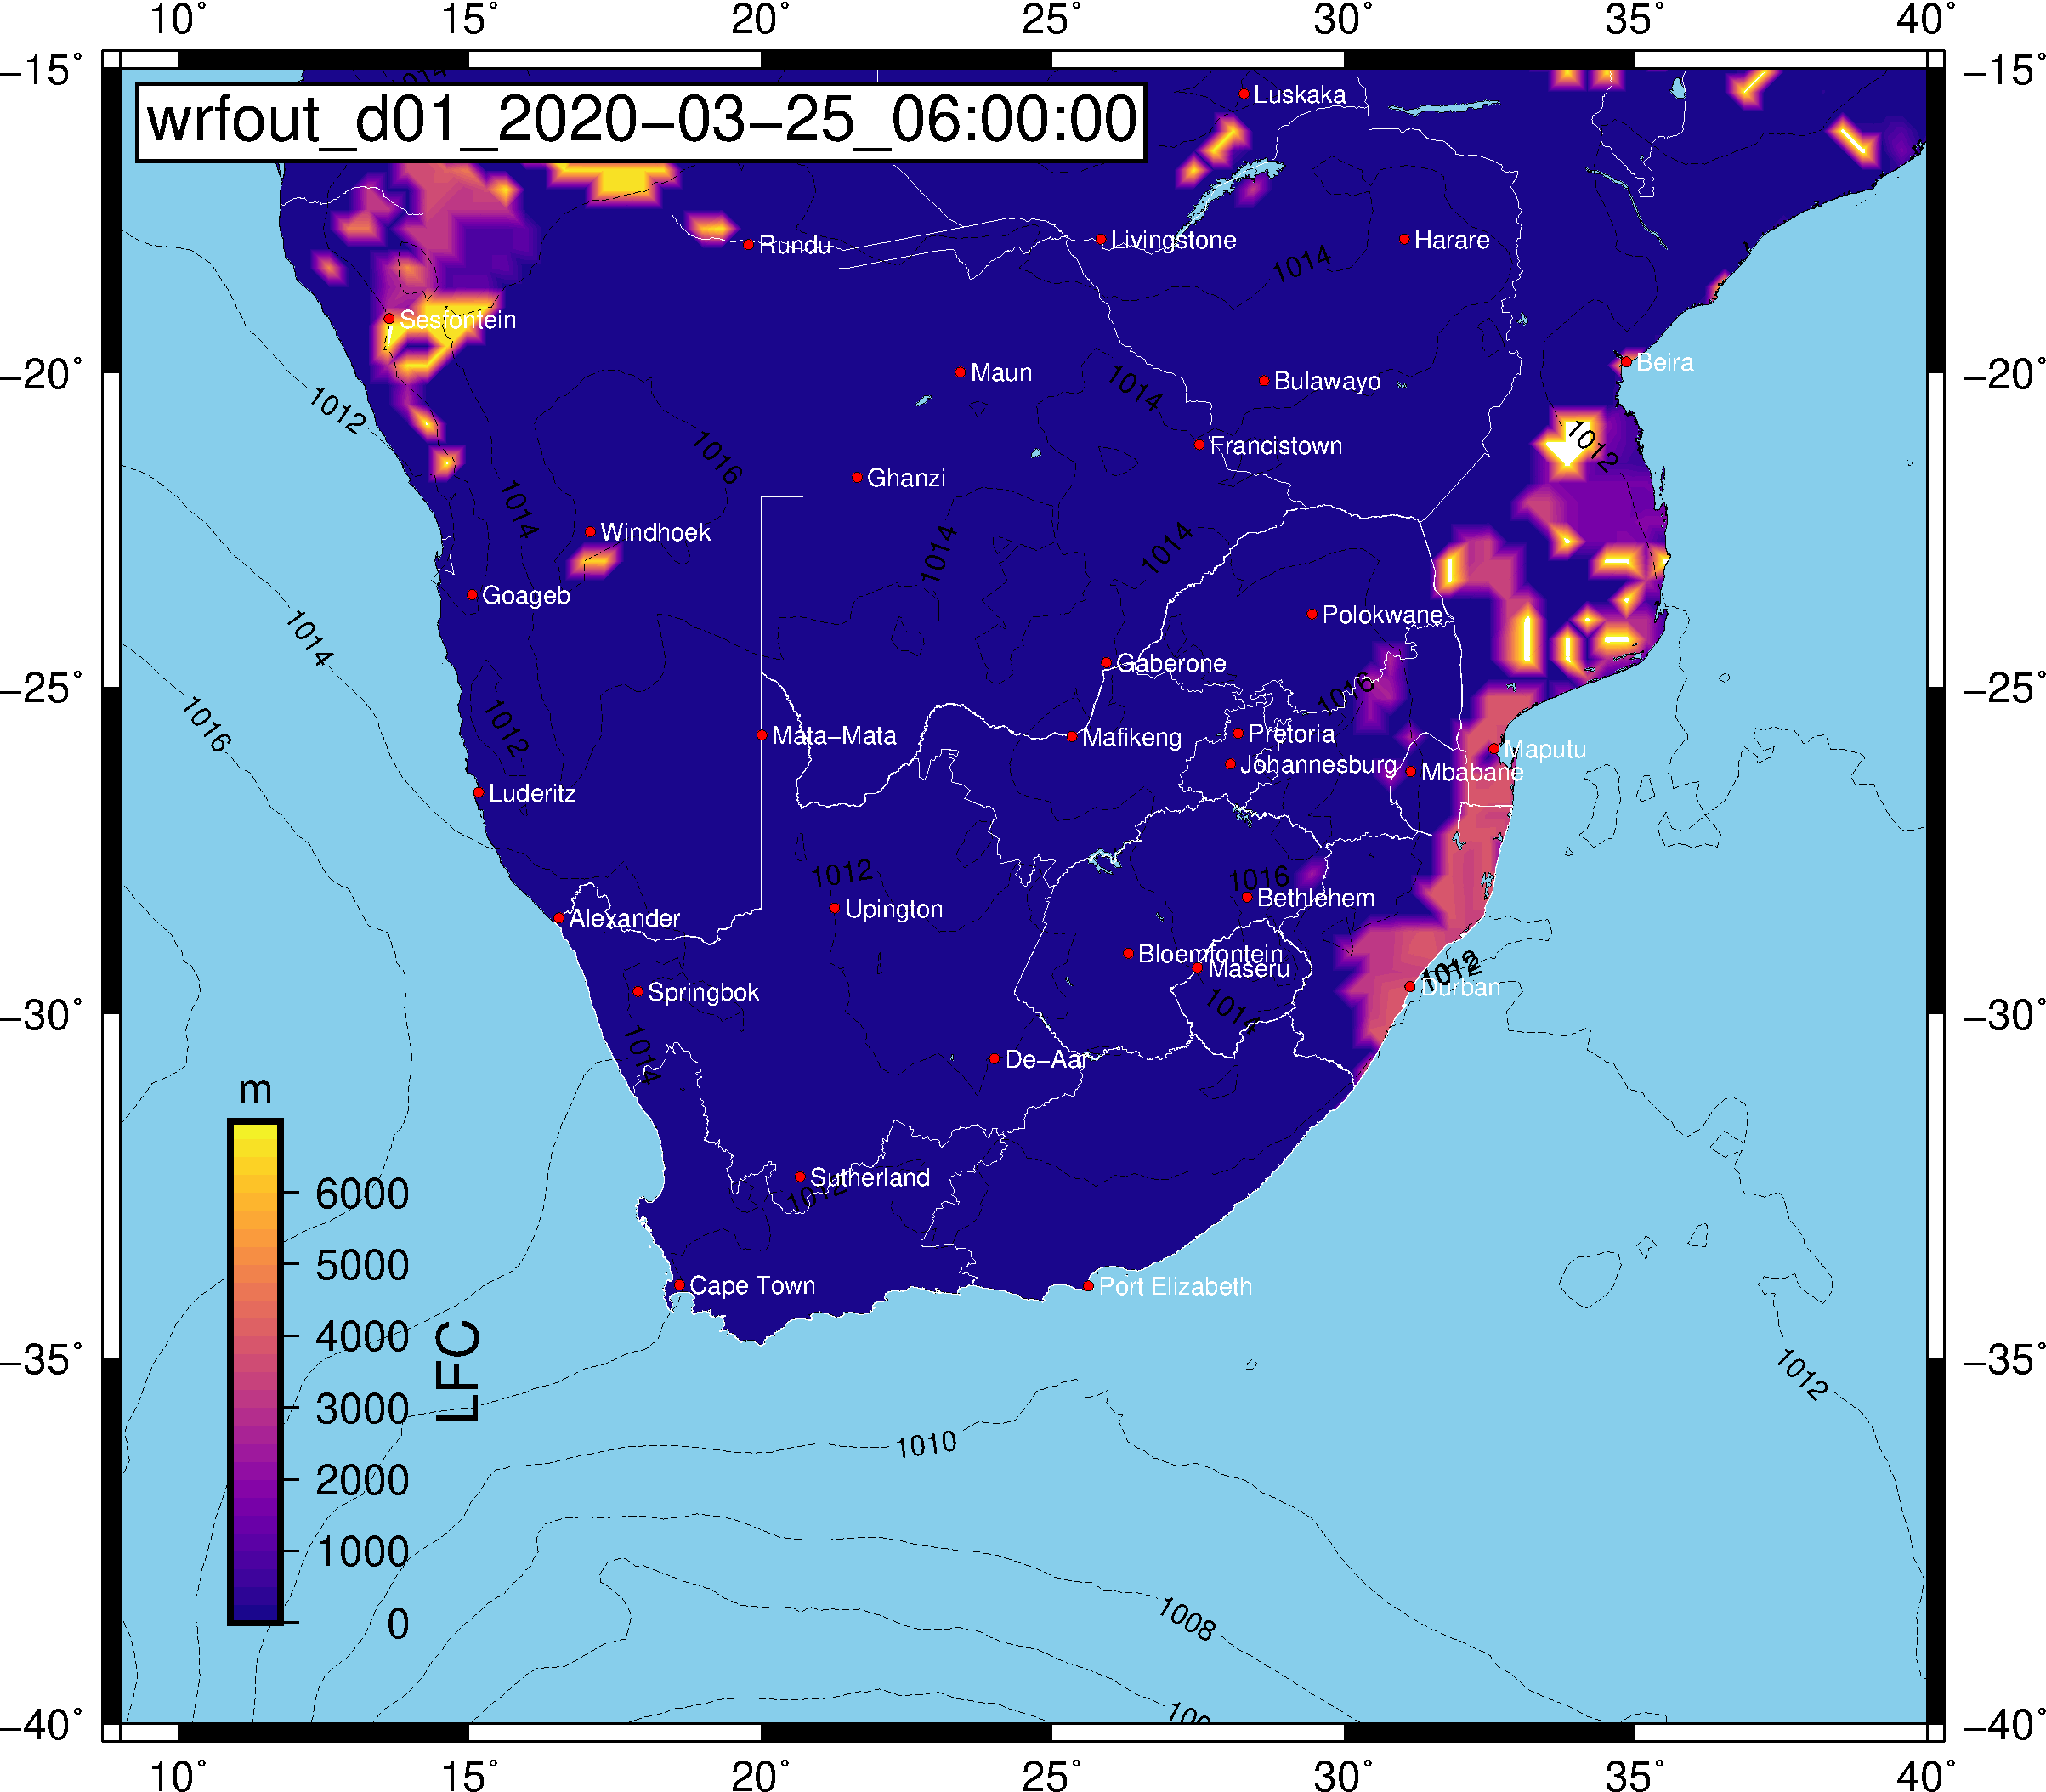 10° 15° 20° 25° 30° 35° 40°
−15° −15°
wrfout_d01_2020−03−25_06:00:00
1014
Luskaka
Rundu
Livingstone
Harare
1014
Sesfontein
Beira
−20° −20°
Maun
Bulawayo
1014
1012
1012
Francistown
1016
Ghanzi
1014
Windhoek
1014
1014
Goageb
Polokwane
1014
Gaberone
−25° −25°
1016
1016
1012
Mata−Mata
Mafikeng
Pretoria
Maputu
Johannesburg
Mbabane
Luderitz
1012
1016
Bethlehem
Upington
Alexander
Bloemfontein
Maseru
1012
Durban
Springbok
1014
−30° −30°
1014
De−Aar
m
Sutherland
1012
6000
5000
Cape Town
Port Elizabeth
4000
LFC
−35° −35°
1012
3000
1010
2000
1000
0
1008
−40° −40°
10° 15° 20° 25° 30° 35° 40°